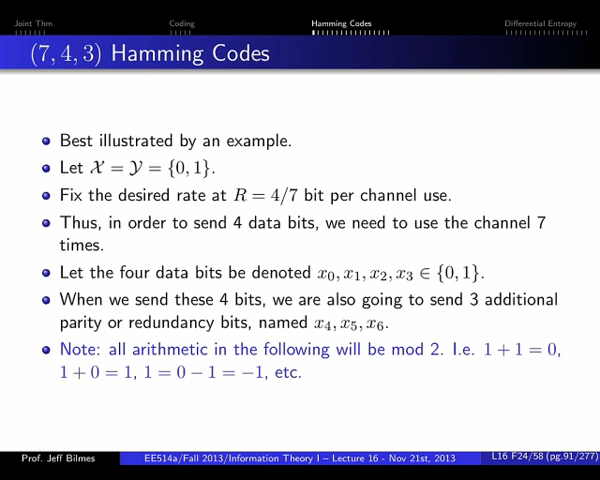 Joint Thm Coding Hamming Codes Differential Entropy
(7, 4, 3) Hamming Codes
Best illustrated by an example.
Let 𝒳 = 𝒴 = {0, 1}.
Fix the desired rate at R = 4/7 bit per channel use.
Thus, in order to send 4 data bits, we need to use the channel 7
times.
Let the four data bits be denoted x₀, x₁, x₂, x₃ ∈ {0, 1}.
When we send these 4 bits, we are also going to send 3 additional
parity or redundancy bits, named x₄, x₅, x₆.
Note: all arithmetic in the following will be mod 2. I.e. 1 + 1 = 0,
1 + 0 = 1, 1 = 0 − 1 = −1, etc.
Prof. Jeff Bilmes EE514a/Fall 2013/Information Theory I – Lecture 16 - Nov 21st, 2013 L16 F24/58 (pg.91/277)